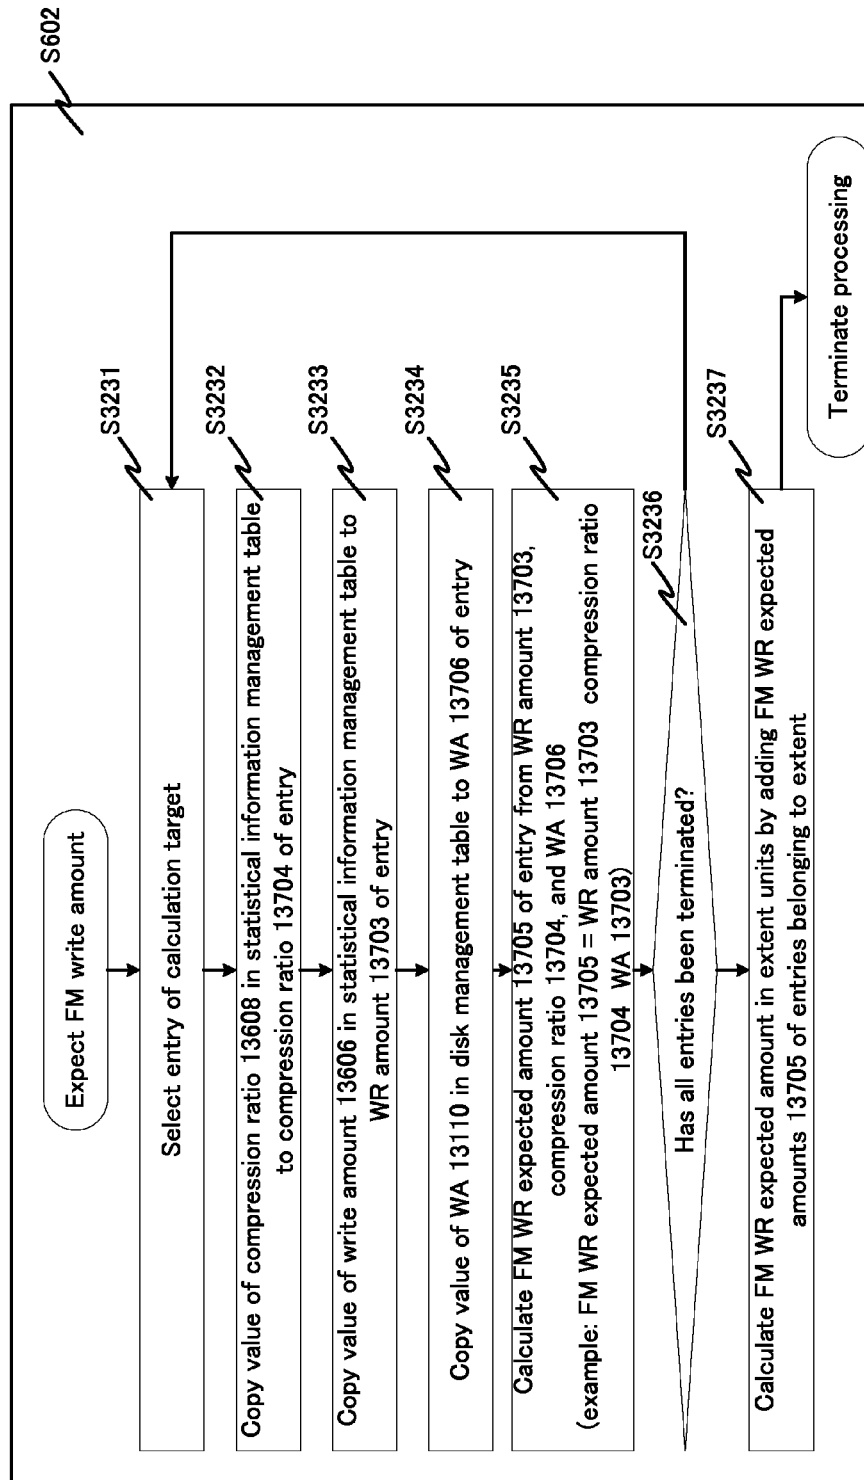 S602
Expect FM write amount
S3231
Select entry of calculation target
S3232
Copy value of compression ratio 13608 in statistical information management table
to compression ratio 13704 of entry
S3233
Copy value of write amount 13606 in statistical information management table to
WR amount 13703 of entry
S3234
Copy value of WA 13110 in disk management table to WA 13706 of entry
S3235
Calculate FM WR expected amount 13705 of entry from WR amount 13703,
compression ratio 13704, and WA 13706
(example: FM WR expected amount 13705 = WR amount 13703 compression ratio
13704 WA 13703)
S3236
Has all entries been terminated?
S3237
Calculate FM WR expected amount in extent units by adding FM WR expected
amounts 13705 of entries belonging to extent
Terminate processing